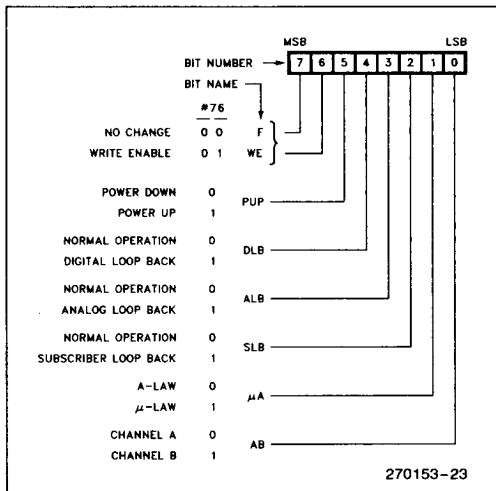 MSB LSB
BIT NUMBER 7 6 5 4 3 2 1 0
BIT NAME
#76
NO CHANGE 0 0 F
WRITE ENABLE 0 1 WE
POWER DOWN 0
PUP
POWER UP 1
NORMAL OPERATION 0
DLB
DIGITAL LOOP BACK 1
NORMAL OPERATION 0
ALB
ANALOG LOOP BACK 1
NORMAL OPERATION 0
SLB
SUBSCRIBER LOOP BACK 1
A-LAW 0
μA
μ-LAW 1
CHANNEL A 0
AB
CHANNEL B 1
270153-23